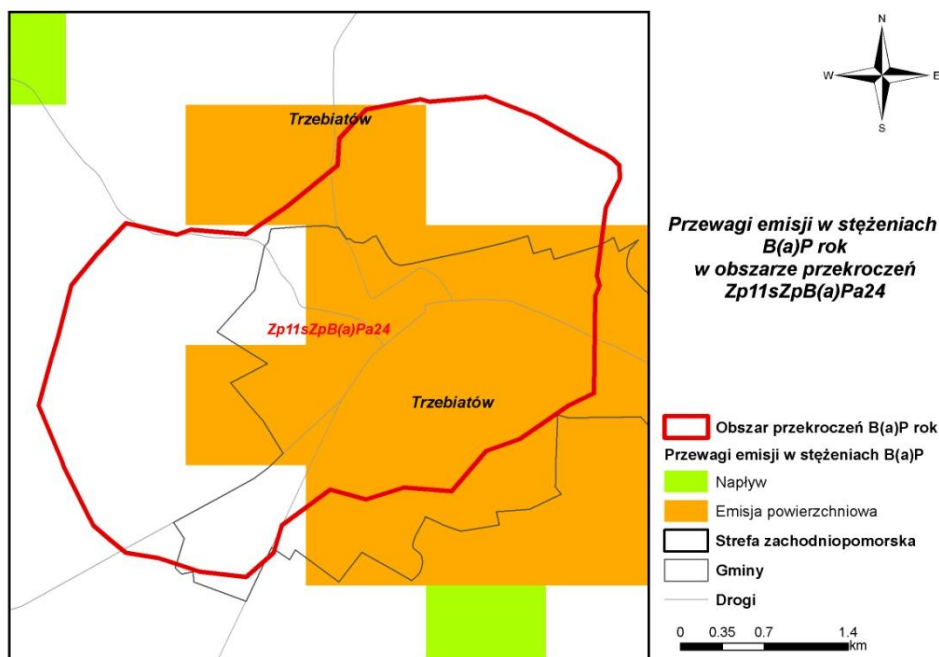 Trzebiatów
Zp11sZpB(a)Pa24
Trzebiatów
N
W E
S
Przewagi emisji w stężeniach
B(a)P rok
w obszarze przekroczeń
Zp11sZpB(a)Pa24
Obszar przekroczeń B(a)P rok
Przewagi emisji w stężeniach B(a)P
Napływ
Emisja powierzchniowa
Strefa zachodniopomorska
Gminy
Drogi
0 0.35 0.7 1.4
km